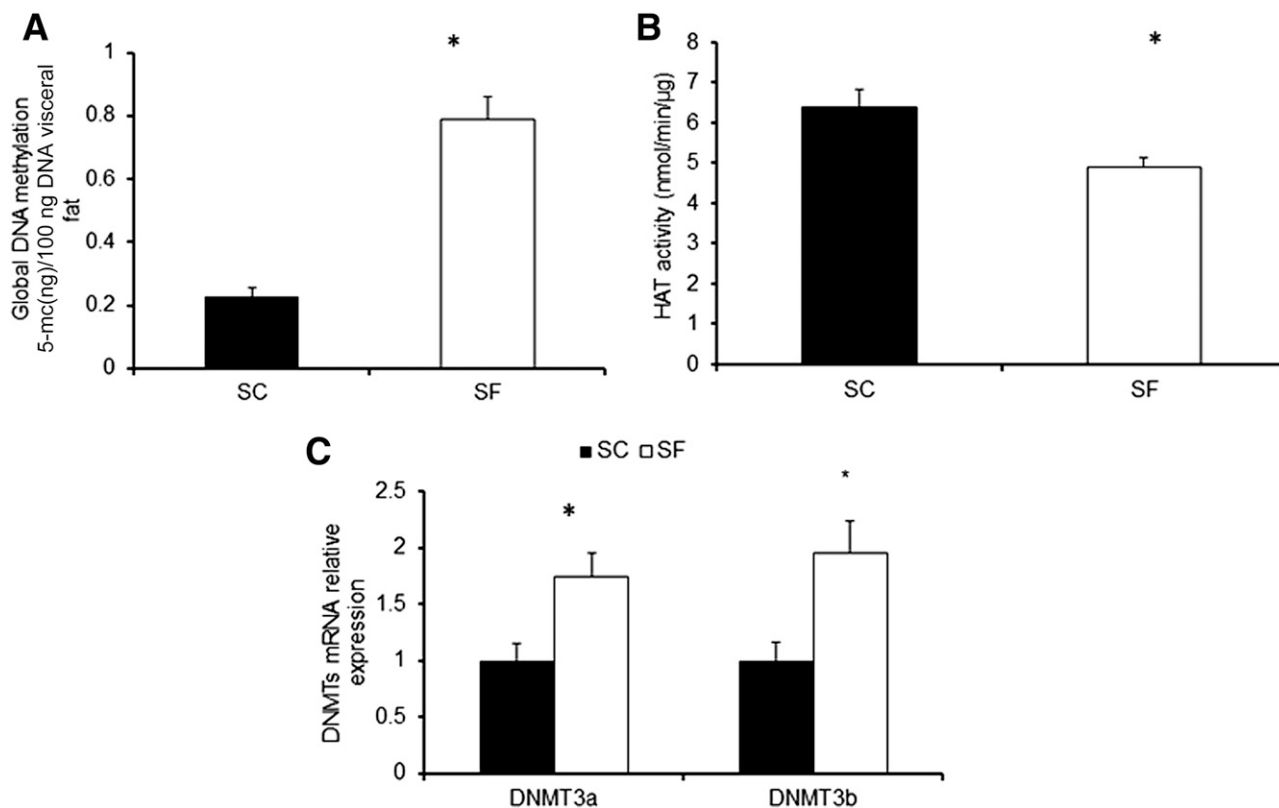 A
Global DNA methylation
5-mc(ng)/100 ng DNA visceral
fat
1
0.8
0.6
0.4
0.2
0
*
SC
SF
B
HAT activity (nmol/min/µg)
8
7
6
5
4
3
2
1
0
*
SC
SF
C
SC SF
DNMTs mRNA relative
expression
2.5
2
1.5
1
0.5
0
*
*
DNMT3a
DNMT3b